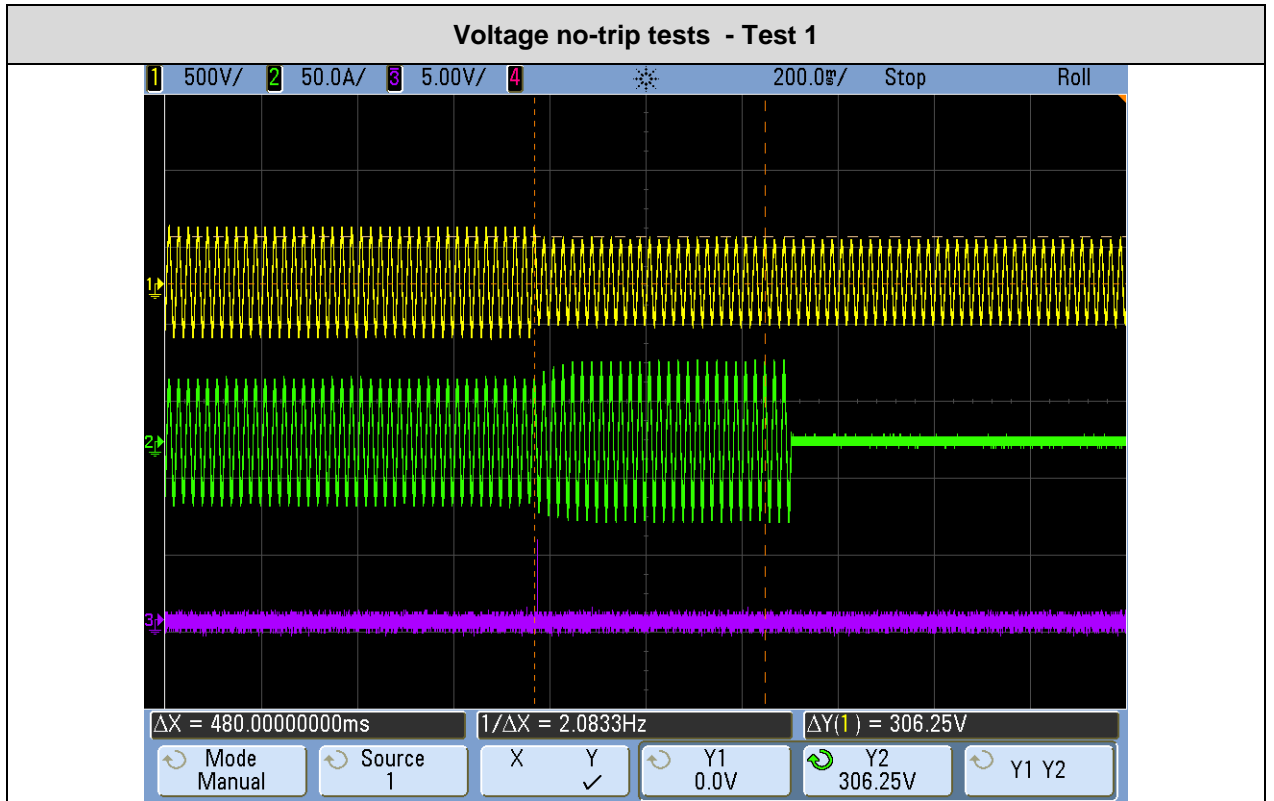 Voltage no-trip tests - Test 1
1 500V/ 2 50.0A/ 3 5.00V/ 4 200.0ms/ Stop Roll
1
2
3
ΔX = 480.00000000ms 1/ΔX = 2.0833Hz ΔY(1) = 306.25V
Mode Source X Y Y1 Y2 Y1 Y2
Manual 1 ✓ 0.0V 306.25V